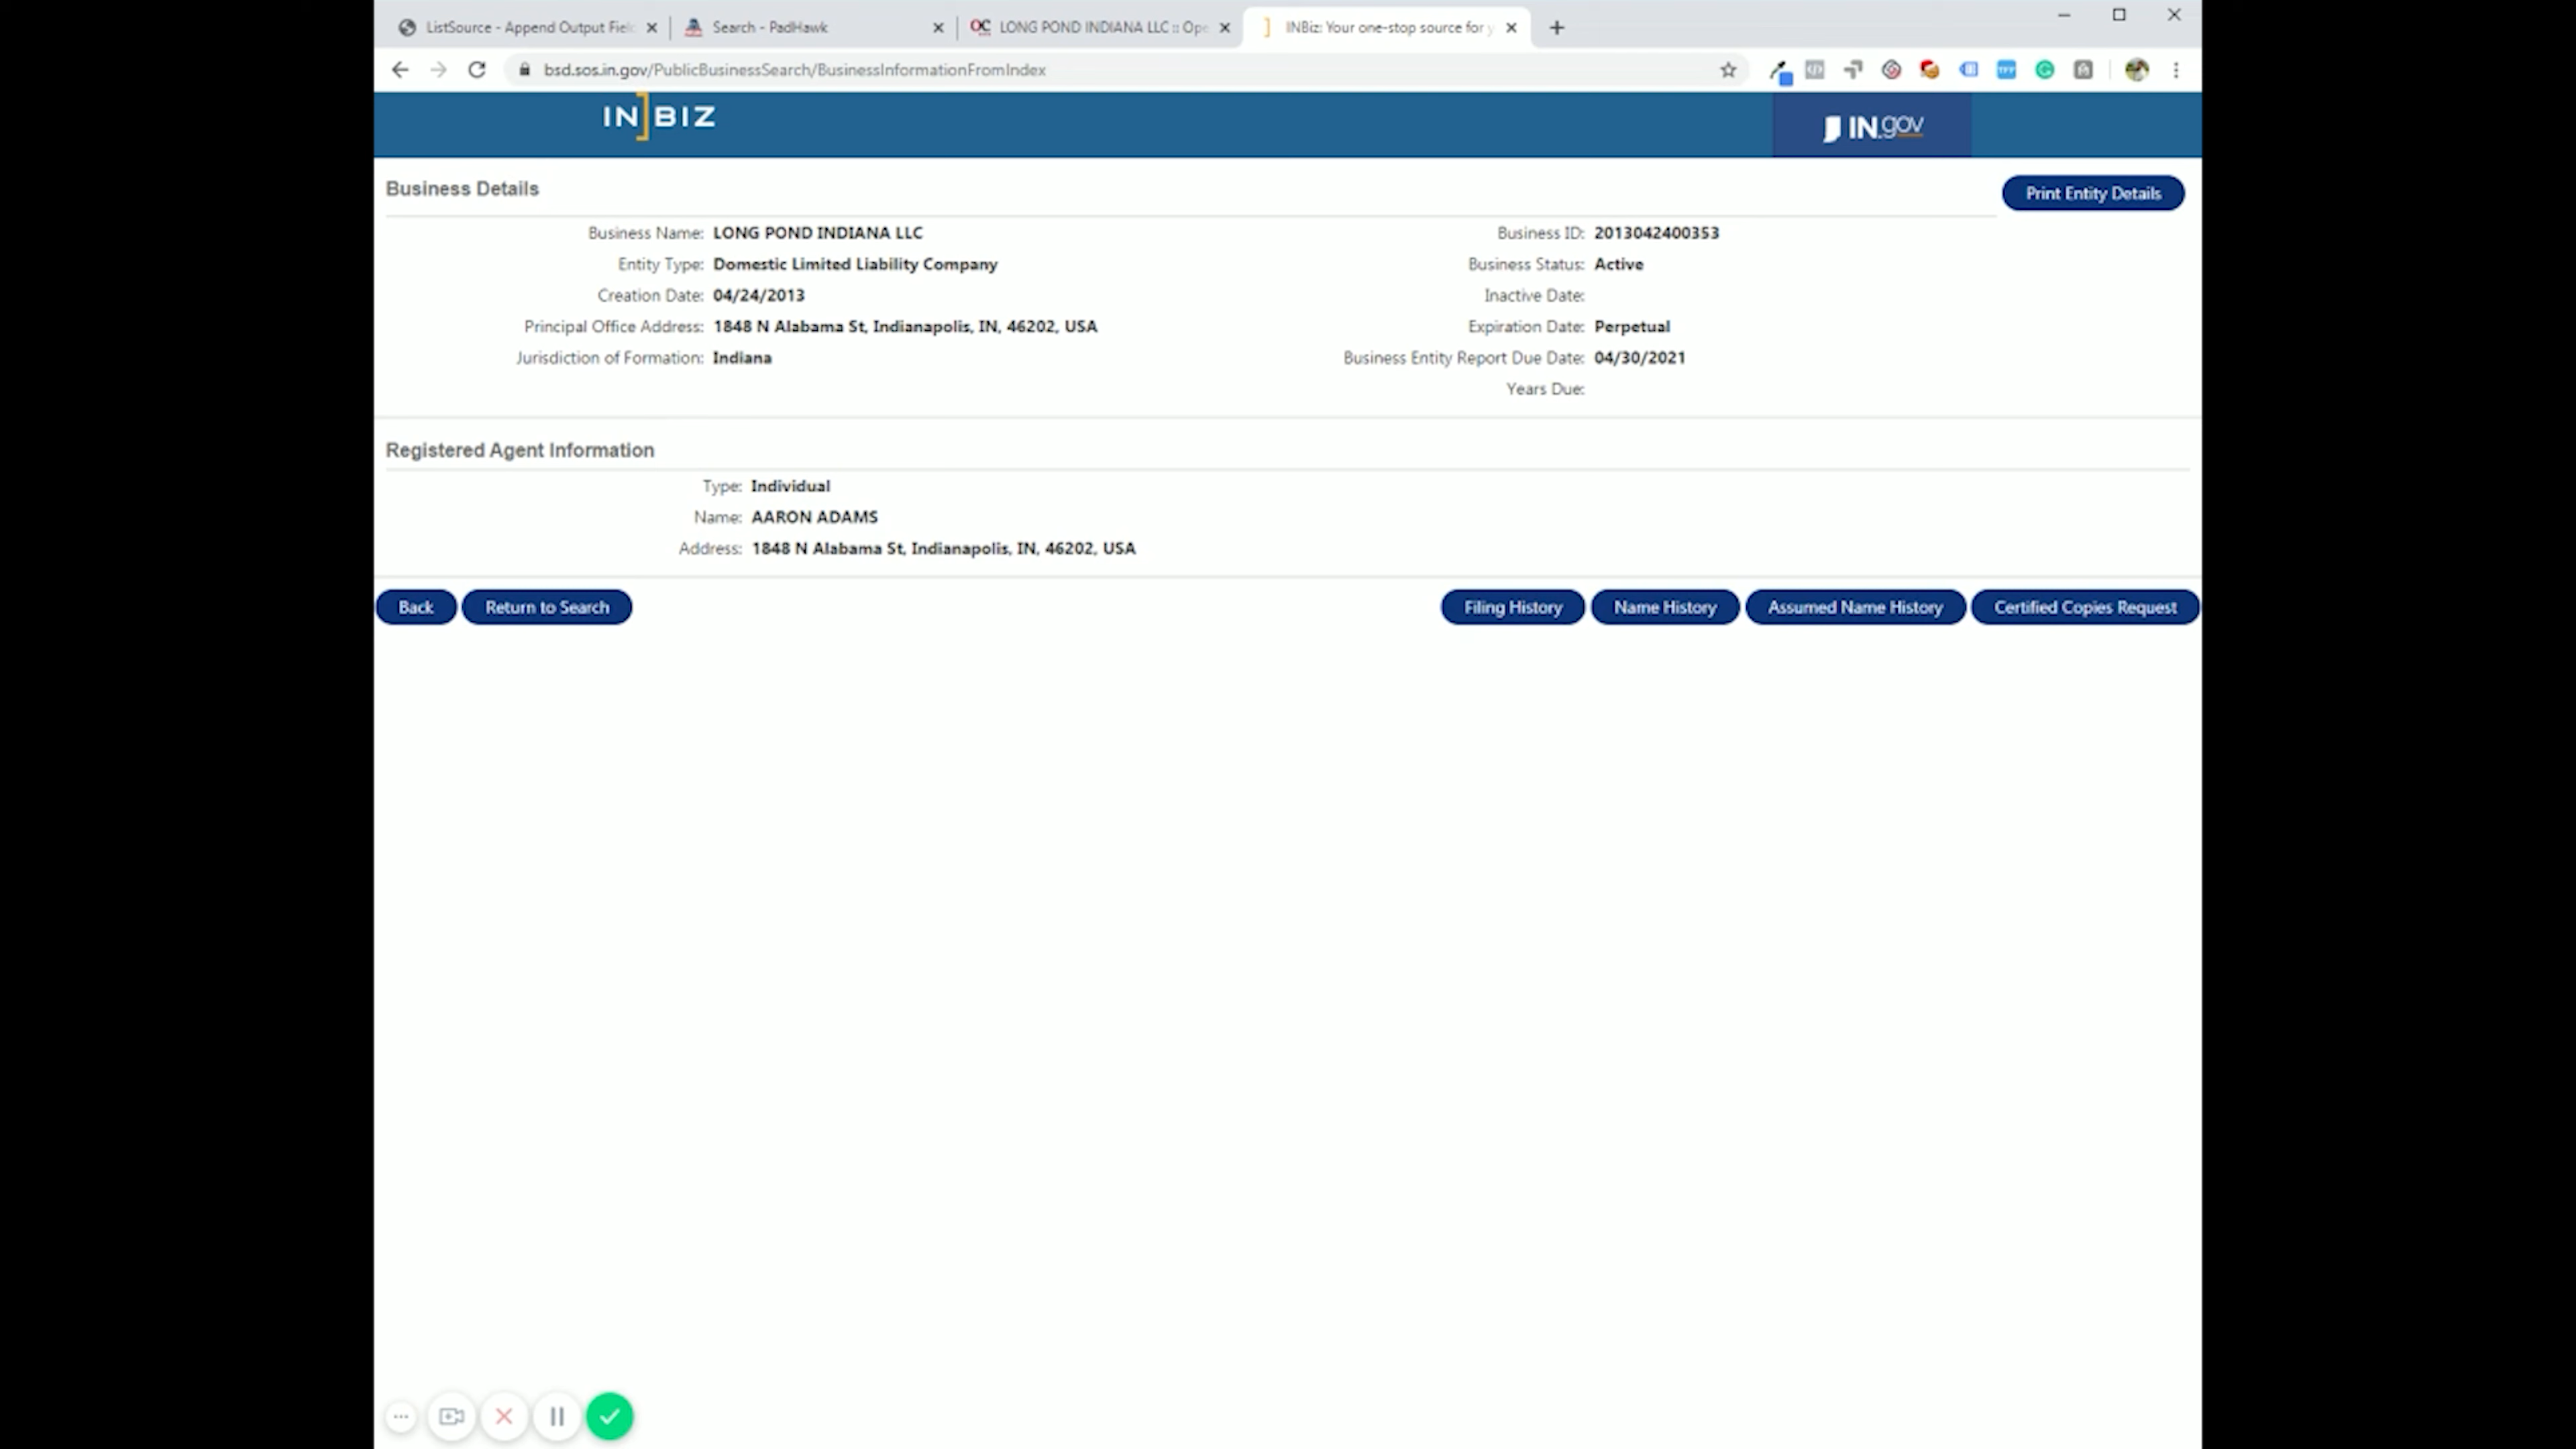 ListSource - Append Output Fiel
Search - PadHawk
OC LONG POND INDIANA LLC :: Ope
INBiz: Your one-stop source for y
bsd.sos.in.gov/PublicBusinessSearch/BusinessInformationFromIndex
IN]BIZ
IN.gov
Business Details
Print Entity Details
Business Name: LONG POND INDIANA LLC
Business ID: 2013042400353
Entity Type: Domestic Limited Liability Company
Business Status: Active
Creation Date: 04/24/2013
Inactive Date:
Principal Office Address: 1848 N Alabama St, Indianapolis, IN, 46202, USA
Expiration Date: Perpetual
Jurisdiction of Formation: Indiana
Business Entity Report Due Date: 04/30/2021
Years Due:
Registered Agent Information
Type: Individual
Name: AARON ADAMS
Address: 1848 N Alabama St, Indianapolis, IN, 46202, USA
Back
Return to Search
Filing History
Name History
Assumed Name History
Certified Copies Request